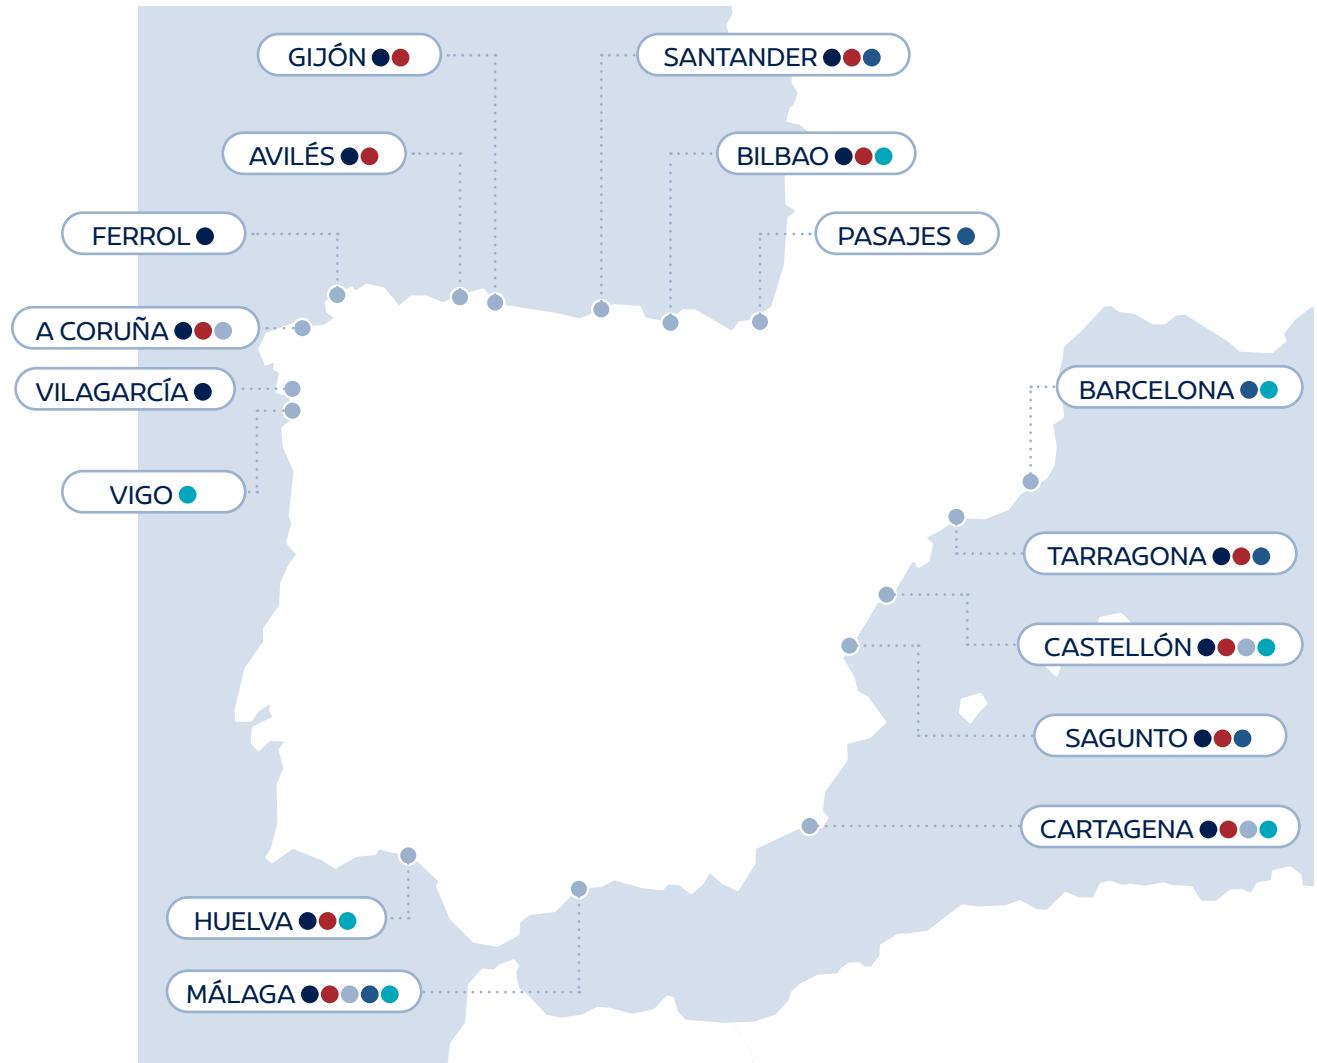 GIJÓN
SANTANDER
AVILÉS
BILBAO
FERROL
PASAJES
A CORUÑA
VILAGARCÍA
BARCELONA
VIGO
TARRAGONA
CASTELLÓN
SAGUNTO
CARTAGENA
HUELVA
MÁLAGA